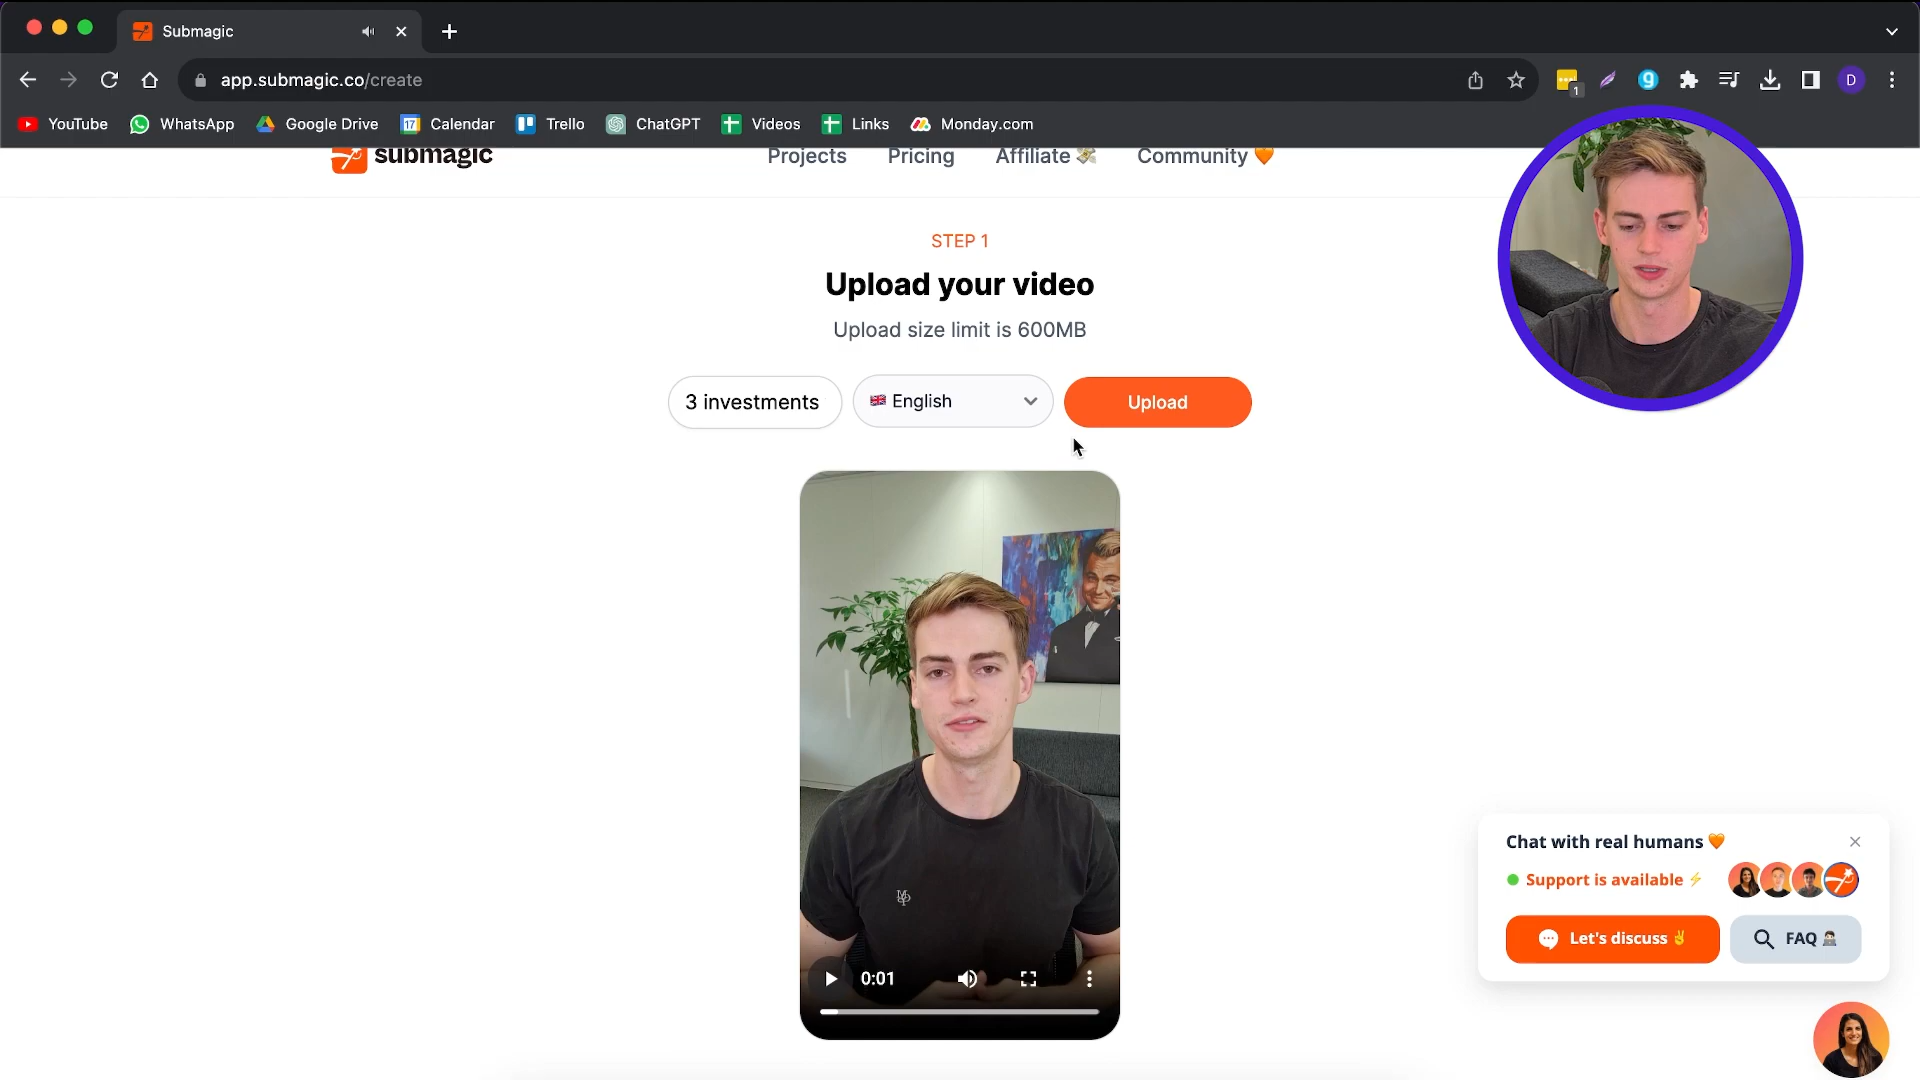 Submagic
app.submagic.co/create
1
D
YouTube
WhatsApp
Google Drive
17
Calendar
Trello
ChatGPT
Videos
Links
Monday.com
submagic
Projects
Pricing
Affiliate 💸
Community 🧡
STEP 1
Upload your video
Upload size limit is 600MB
3 investments
🇬🇧 English
Upload
0:01
Chat with real humans 🧡
Support is available ⚡
Let's discuss ✌
FAQ